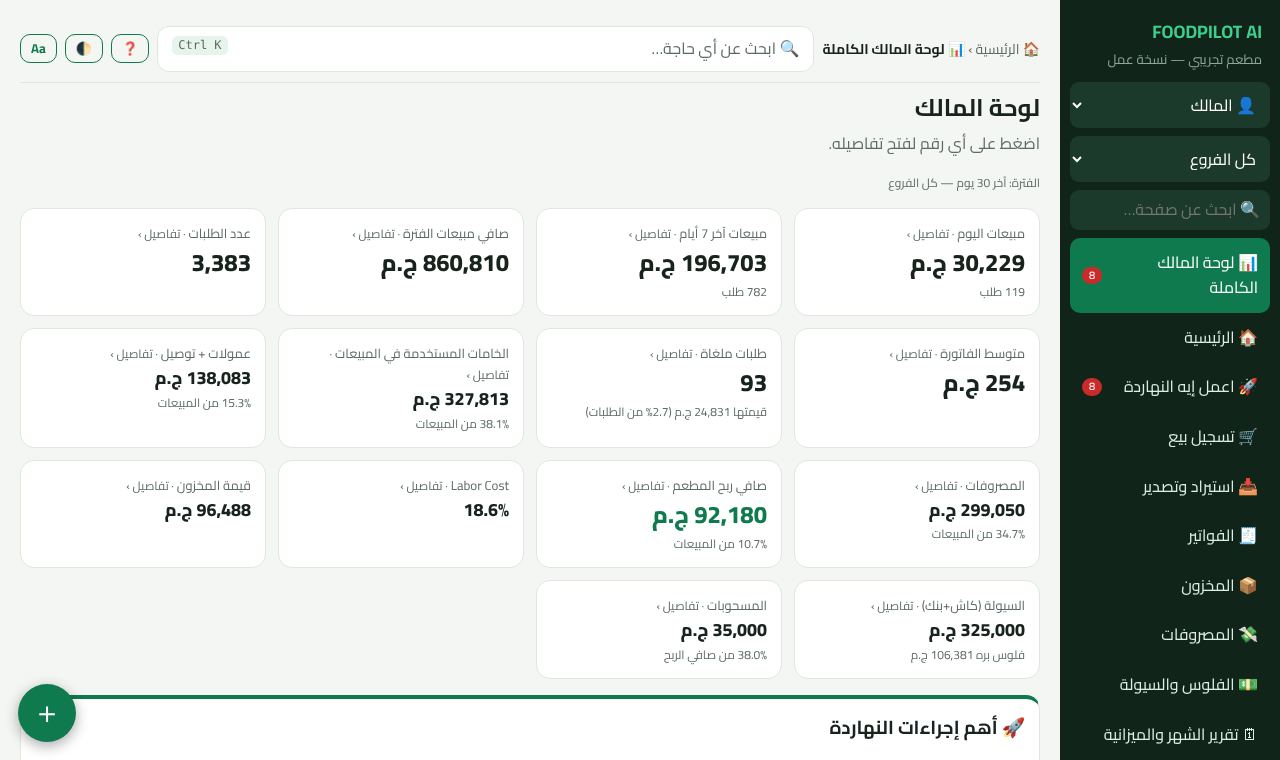 FOODPILOT AI
مطعم تجريبي — نسخة عمل
👤 المالك
كل الفروع
🔍 ابحث عن صفحة...
📊 لوحة المالك الكاملة
8
🏠 الرئيسية
🚀 اعمل إيه النهاردة
8
🛒 تسجيل بيع
📥 استيراد وتصدير
🧾 الفواتير
📦 المخزون
💸 المصروفات
💵 الفلوس والسيولة
🗓 تقرير الشهر والميزانية
🏠 الرئيسية › 📊 لوحة المالك الكاملة
🔍 ابحث عن أي حاجة...
Ctrl K
❓
🌓
Aa
لوحة المالك
اضغط على أي رقم لفتح تفاصيله.
الفترة: آخر 30 يوم — كل الفروع
مبيعات اليوم · تفاصيل ›
30,229 ج.م
119 طلب
مبيعات آخر 7 أيام · تفاصيل ›
196,703 ج.م
782 طلب
صافي مبيعات الفترة · تفاصيل ›
860,810 ج.م
عدد الطلبات · تفاصيل ›
3,383
متوسط الفاتورة · تفاصيل ›
254 ج.م
طلبات ملغاة · تفاصيل ›
93
قيمتها 24,831 ج.م (2.7% من الطلبات)
الخامات المستخدمة في المبيعات ·
تفاصيل ›
327,813 ج.م
38.1% من المبيعات
عمولات + توصيل · تفاصيل ›
138,083 ج.م
15.3% من المبيعات
المصروفات · تفاصيل ›
299,050 ج.م
34.7% من المبيعات
صافي ربح المطعم · تفاصيل ›
92,180 ج.م
10.7% من المبيعات
Labor Cost · تفاصيل ›
18.6%
قيمة المخزون · تفاصيل ›
96,488 ج.م
السيولة (كاش+بنك) · تفاصيل ›
325,000 ج.م
فلوس بره 106,381 ج.م
المسحوبات · تفاصيل ›
35,000 ج.م
38.0% من صافي الربح
🚀 أهم إجراءات النهاردة
+